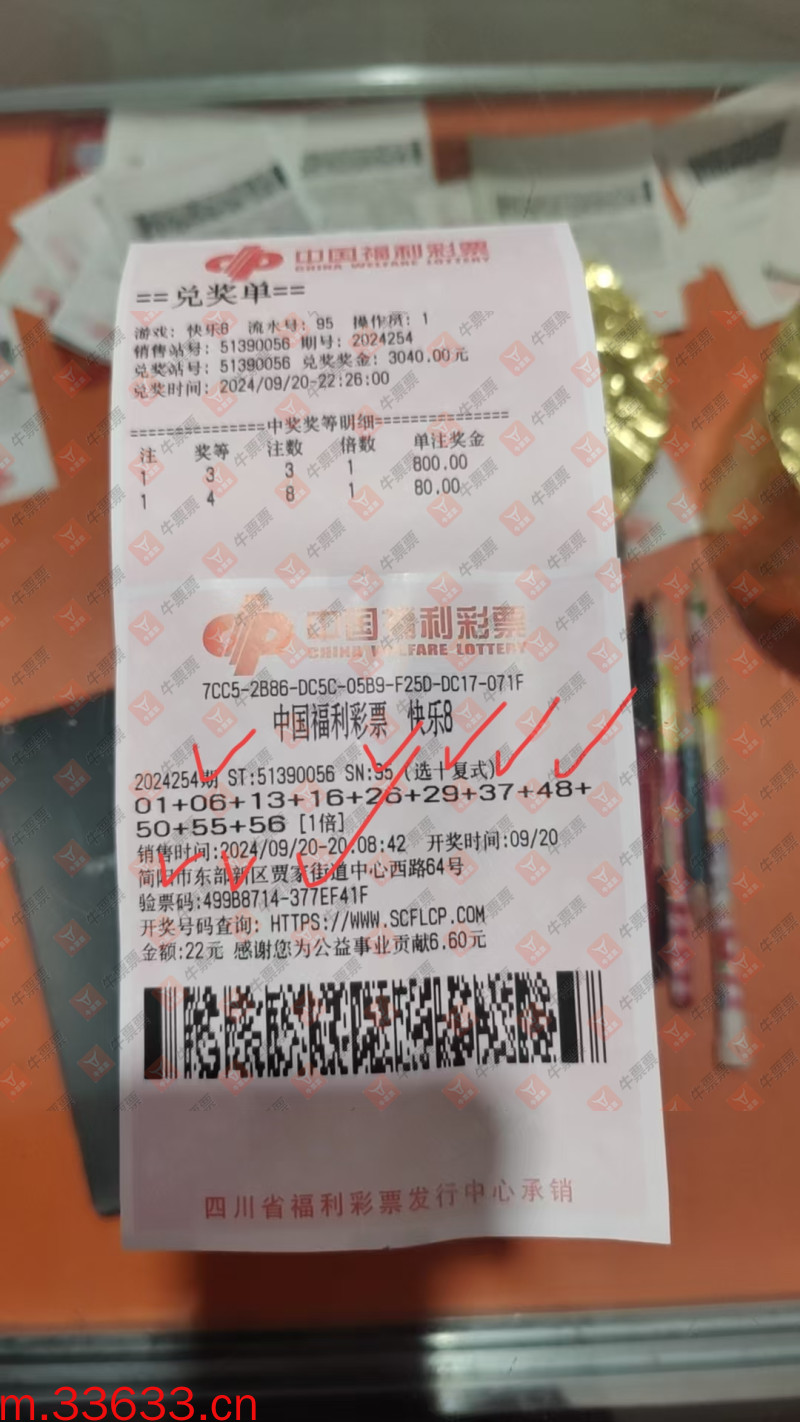 中国福利彩票
CHINA WELFARE LOTTERY
==兑奖单==
游戏: 快乐8 流水号: 95 操作员: 1
销售站号: 51390056 期号: 2024254
兑奖站号: 51390056 兑奖奖金: 3040.00元
兑奖时间: 2024/09/20-22:26:00
===============中奖奖等明细===============
注 奖等 注数 倍数 单注奖金
1 3 3 1 800.00
1 4 8 1 80.00
中国福利彩票
CHINA WELFARE LOTTERY
7CC5-2B86-DC5C-05B9-F25D-DC17-071F
中国福利彩票 快乐8
2024254期 ST:51390056 SN:95 (选十复式)
01+06+13+16+26+29+37+48+
50+55+56 [1倍]
销售时间:2024/09/20-20:08:42 开奖时间:09/20
简阳市东部新区贾家街道中心西路64号
验票码:499B8714-377EF41F
开奖号码查询: HTTPS://WWW.SCFLCP.COM
金额:22元 感谢您为公益事业贡献6.60元
四川省福利彩票发行中心承销
牛票票
m.33633.cn